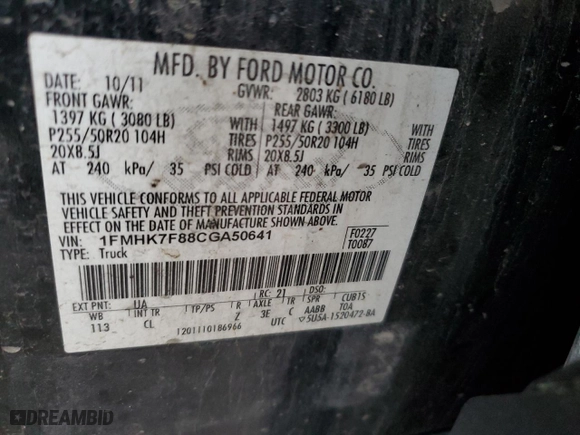 MFD. BY FORD MOTOR CO.
DATE: 10/11 GVWR: 2803 KG ( 6180 LB)
FRONT GAWR: REAR GAWR:
1397 KG ( 3080 LB) WITH 1497 KG ( 3300 LB) WITH
P255/50R20 104H TIRES P255/50R20 104H TIRES
20X8.5J RIMS 20X8.5J RIMS
AT 240 kPa/ 35 PSI COLD AT 240 kPa/ 35 PSI COLD
THIS VEHICLE CONFORMS TO ALL APPLICABLE FEDERAL MOTOR
VEHICLE SAFETY AND THEFT PREVENTION STANDARDS IN
EFFECT ON THE DATE OF MANUFACTURE SHOWN ABOVE.
VIN: 1FMHK7F88CGA50641 F0227
TYPE: Truck T0087
EXT PNT: UA RC: 21 DSO:
WB INT TR TP/PS R AXLE TR SPR CUB1S
113 CL Z 3E C AABB TOA
1201110186966 UTC 5U5A-1520472-BA
DREAMBID